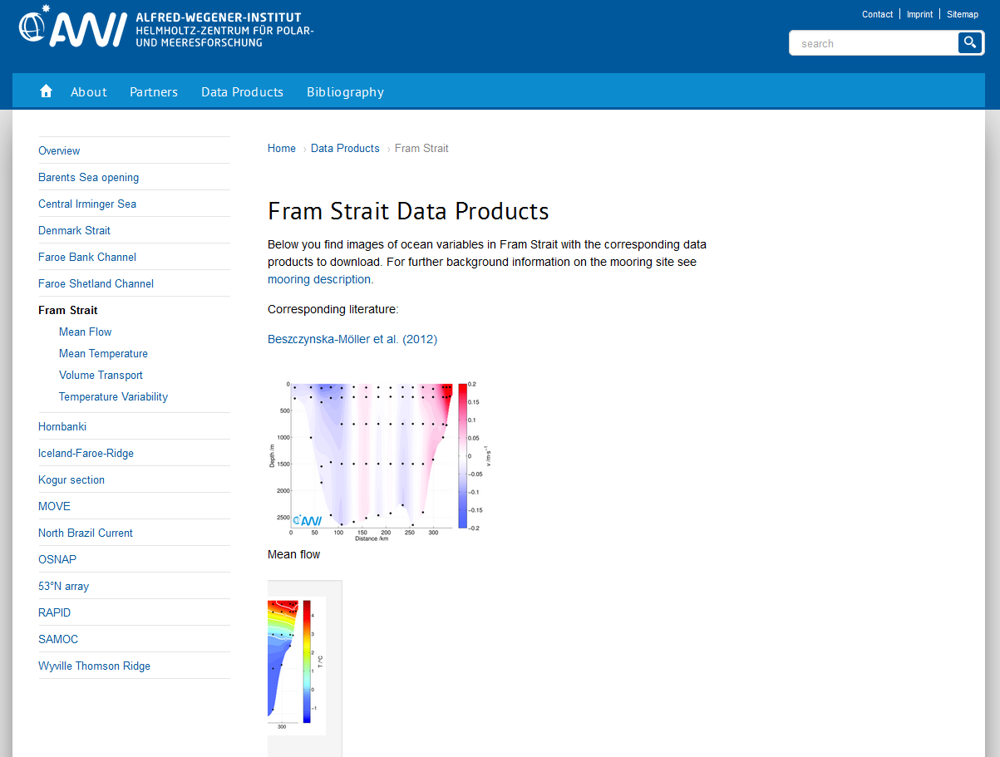 ALFRED-WEGENER-INSTITUT
HELMHOLTZ-ZENTRUM FÜR POLAR-
UND MEERESFORSCHUNG
AWI
Contact
Imprint
Sitemap
search
About
Partners
Data Products
Bibliography
Overview
Barents Sea opening
Central Irminger Sea
Denmark Strait
Faroe Bank Channel
Faroe Shetland Channel
Fram Strait
Mean Flow
Mean Temperature
Volume Transport
Temperature Variability
Hornbanki
Iceland-Faroe-Ridge
Kogur section
MOVE
North Brazil Current
OSNAP
53°N array
RAPID
SAMOC
Wyville Thomson Ridge
Home › Data Products › Fram Strait
Fram Strait Data Products
Below you find images of ocean variables in Fram Strait with the corresponding data
products to download. For further background information on the mooring site see
mooring description.
Corresponding literature:
Beszczynska-Möller et al. (2012)
0
500
1000
1500
2000
2500
Depth /m
AWI
0 50 100 150 200 250 300
Distance /km
0.2
0.15
0.1
0.05
0
−0.05
−0.1
−0.15
−0.2
v /m s⁻¹
Mean flow
4
3
2
1
0
−1
T /°C
300